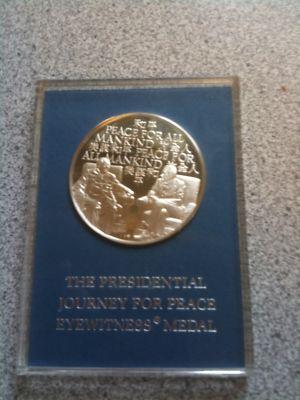 PEACE FOR ALL
MANKIND
PEACE FOR
ALL MANKIND
THE PRESIDENTIAL
JOURNEY FOR PEACE
EYEWITNESS® MEDAL